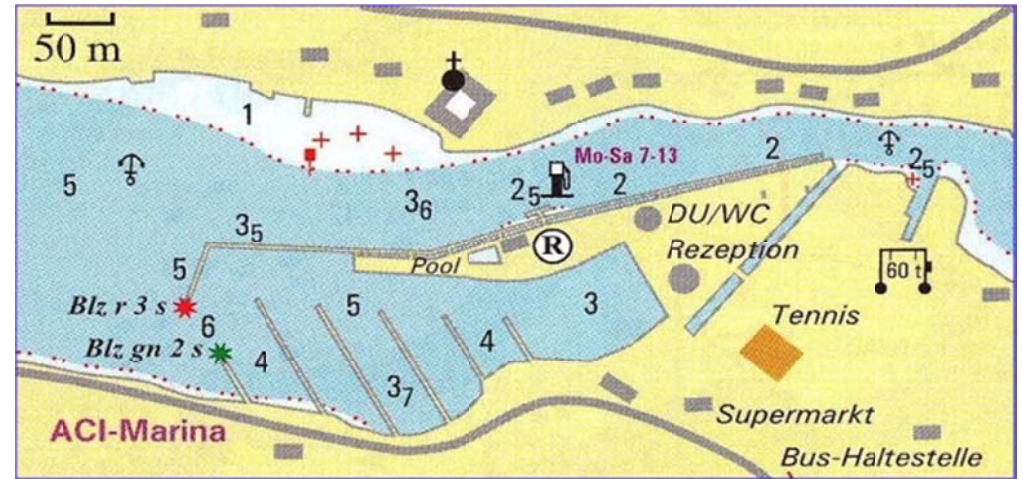 50 m
1
Mo-Sa 7-13
2
2₅
5
3₆
2₅
2
DU/WC
3₅
R
Rezeption
Pool
60 t
5
Blz r 3 s
5
3
6
Tennis
Blz gn 2 s
4
4
3₇
Supermarkt
ACI-Marina
Bus-Haltestelle